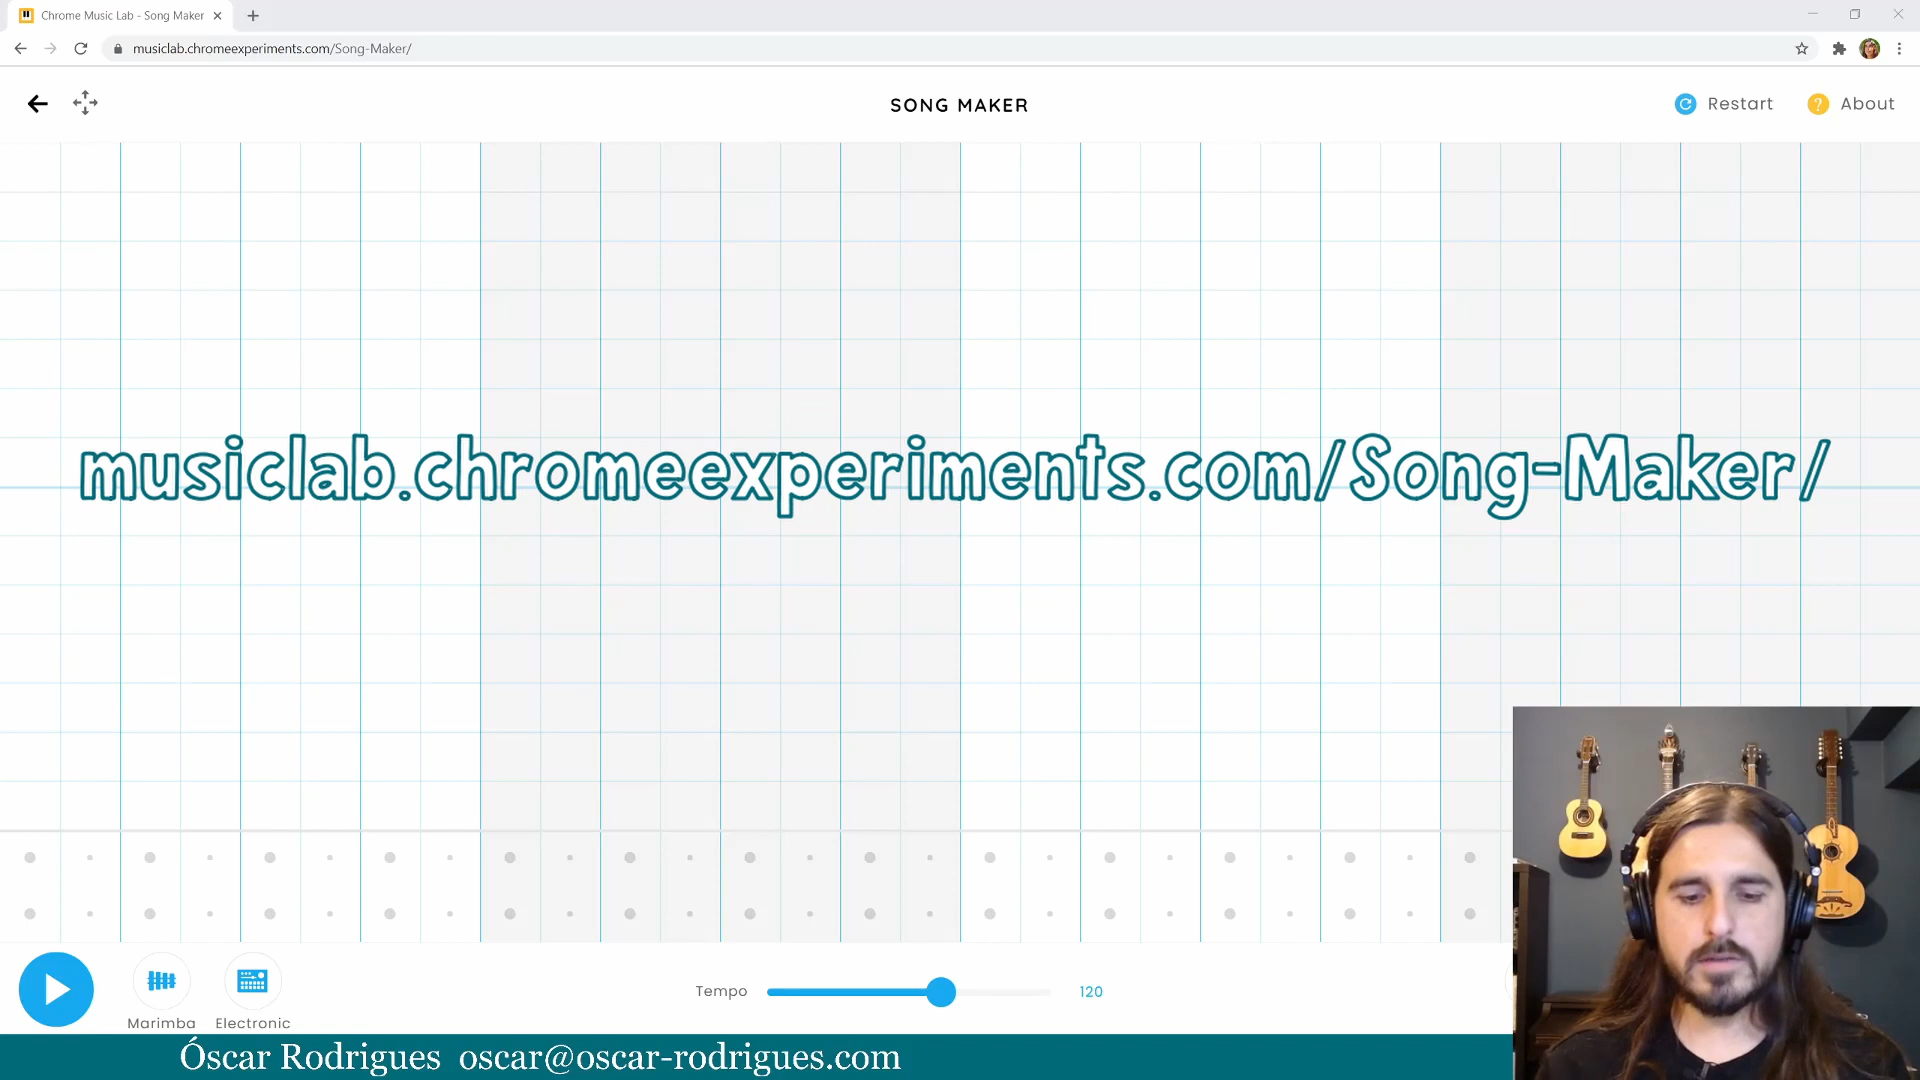 Chrome Music Lab - Song Maker
musiclab.chromeexperiments.com/Song-Maker/
SONG MAKER
Restart
? About
musiclab.chromeexperiments.com/Song-Maker/
Tempo
120
Marimba
Electronic
Óscar Rodrigues oscar@oscar-rodrigues.com